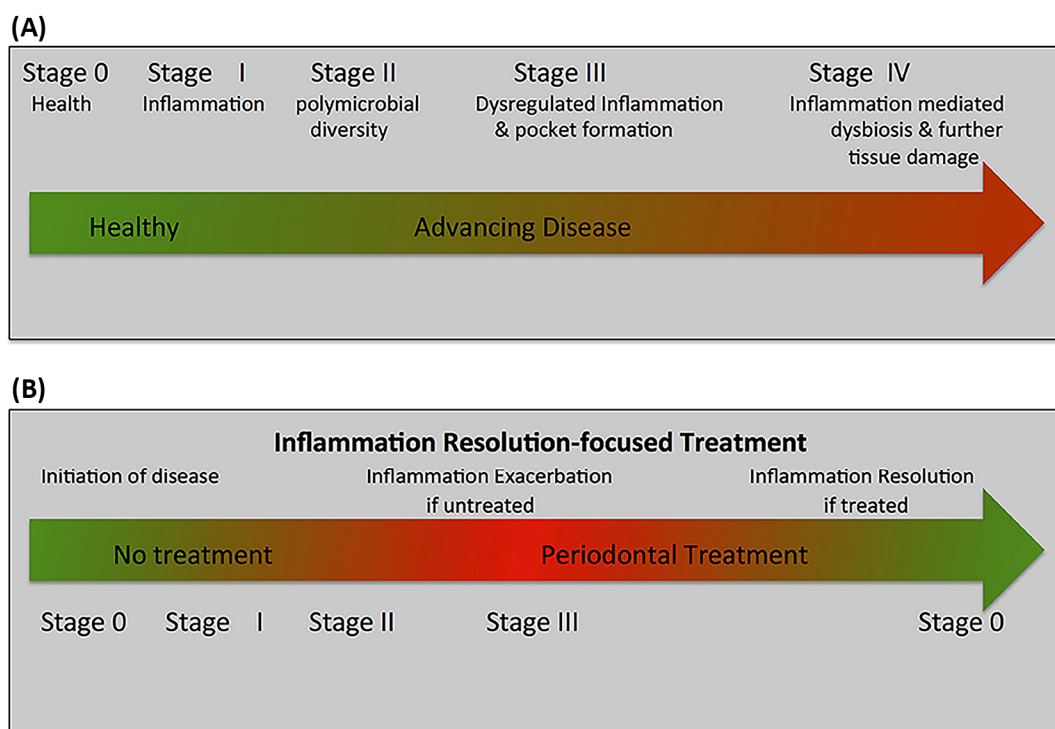 (A)
Stage 0 Stage I Stage II Stage III Stage IV
Health Inflammation polymicrobial Dysregulated Inflammation Inflammation mediated
diversity & pocket formation dysbiosis & further
tissue damage
Healthy Advancing Disease
(B)
Inflammation Resolution-focused Treatment
Initiation of disease Inflammation Exacerbation Inflammation Resolution
if untreated if treated
No treatment Periodontal Treatment
Stage 0 Stage I Stage II Stage III Stage 0